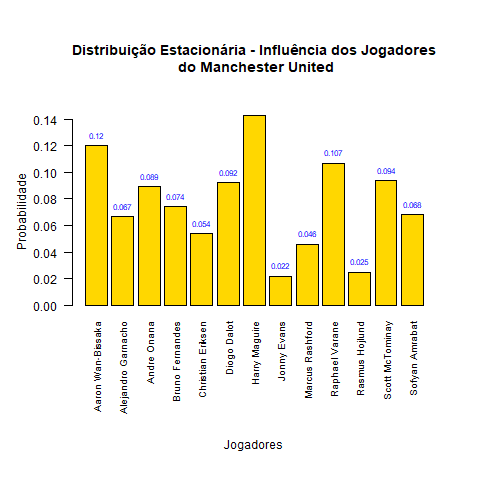 Distribuição Estacionária - Influência dos Jogadores
do Manchester United
Probabilidade
0.14
0.12
0.10
0.08
0.06
0.04
0.02
0.00
0.12
0.067
0.089
0.074
0.054
0.092
0.022
0.046
0.107
0.025
0.094
0.068
Aaron Wan-Bissaka
Alejandro Garnacho
Andre Onana
Bruno Fernandes
Christian Eriksen
Diogo Dalot
Harry Maguire
Jonny Evans
Marcus Rashford
Raphael Varane
Rasmus Hojlund
Scott McTominay
Sofyan Amrabat
Jogadores